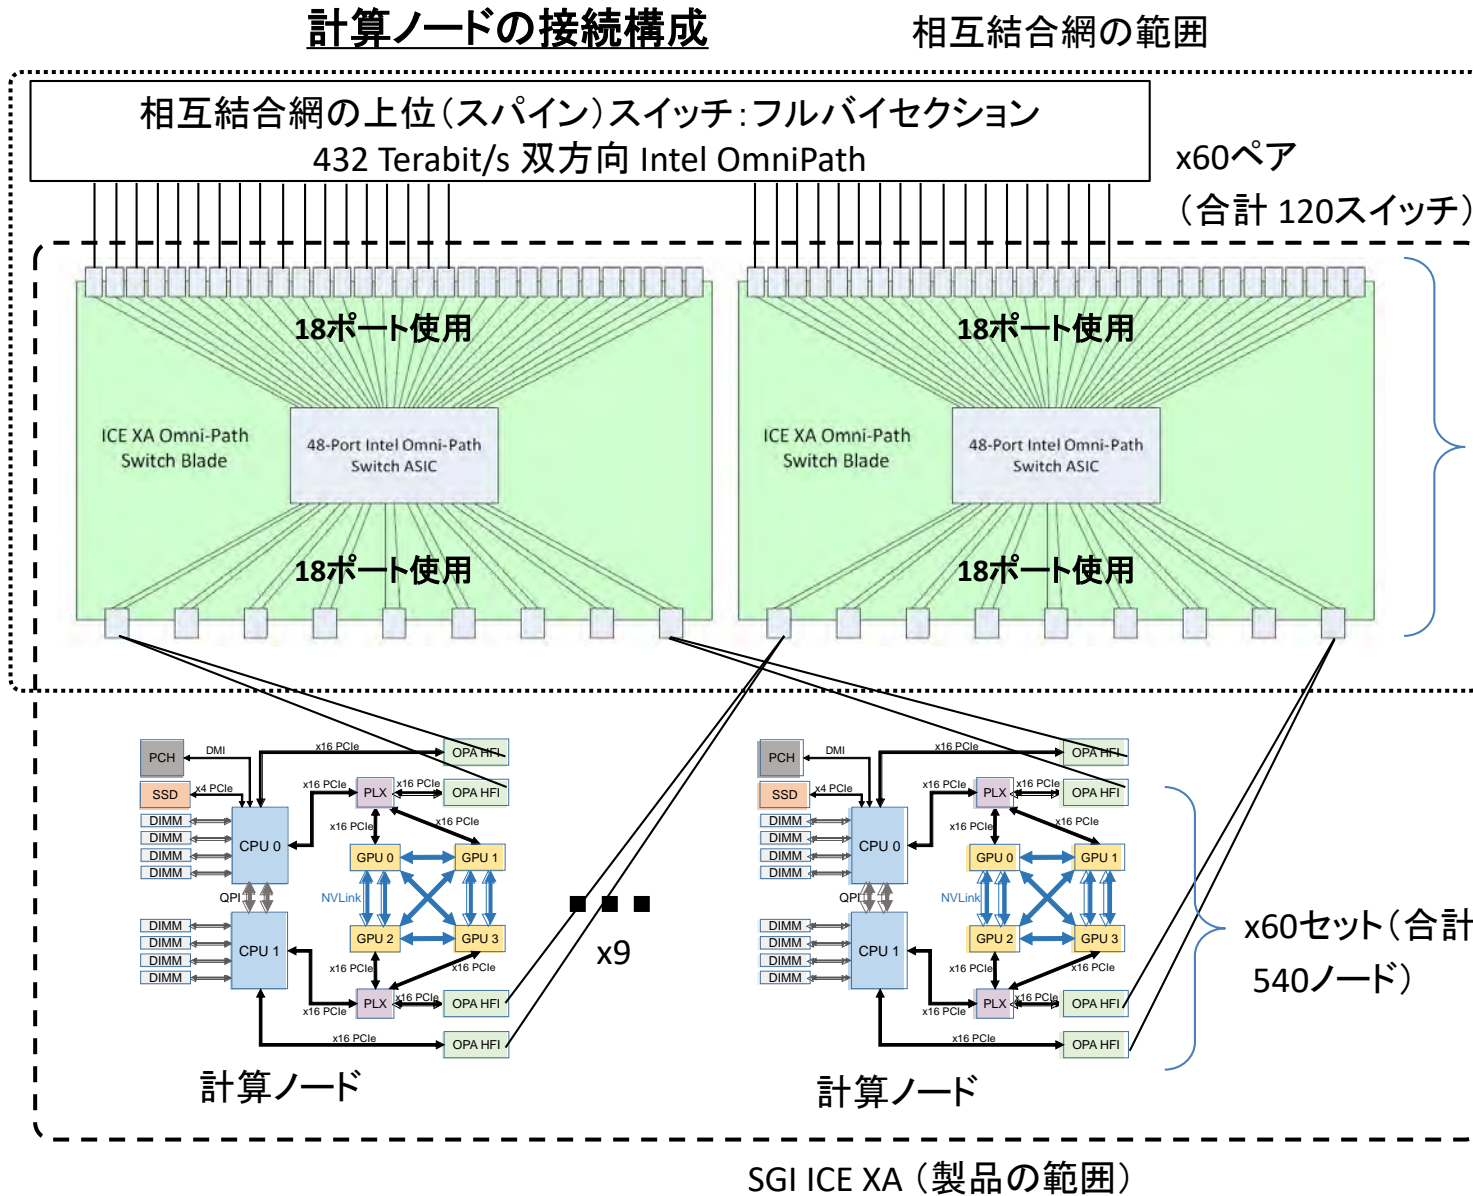 計算ノードの接続構成
相互結合網の範囲
相互結合網の上位(スパイン)スイッチ:フルバイセクション
432 Terabit/s 双方向 Intel OmniPath
x60ペア
(合計 120スイッチ)
18ポート使用
18ポート使用
ICE XA Omni-Path
Switch Blade
48-Port Intel Omni-Path
Switch ASIC
ICE XA Omni-Path
Switch Blade
48-Port Intel Omni-Path
Switch ASIC
18ポート使用
18ポート使用
PCH
DMI
x16 PCIe
OPA HFI
SSD
x4 PCIe
x16 PCIe
PLX
x16 PCIe
OPA HFI
DIMM
DIMM
DIMM
DIMM
CPU 0
x16 PCIe
x16 PCIe
GPU 0
GPU 1
QPI
NVLink
DIMM
DIMM
DIMM
DIMM
CPU 1
GPU 2
GPU 3
x16 PCIe
x16 PCIe
x16 PCIe
PLX
x16 PCIe
OPA HFI
x16 PCIe
OPA HFI
計算ノード
x9
PCH
DMI
x16 PCIe
OPA HFI
SSD
x4 PCIe
x16 PCIe
PLX
x16 PCIe
OPA HFI
DIMM
DIMM
DIMM
DIMM
CPU 0
x16 PCIe
x16 PCIe
GPU 0
GPU 1
QPI
NVLink
DIMM
DIMM
DIMM
DIMM
CPU 1
GPU 2
GPU 3
x16 PCIe
x16 PCIe
x16 PCIe
PLX
x16 PCIe
OPA HFI
x16 PCIe
OPA HFI
計算ノード
x60セット(合計
540ノード)
SGI ICE XA (製品の範囲)